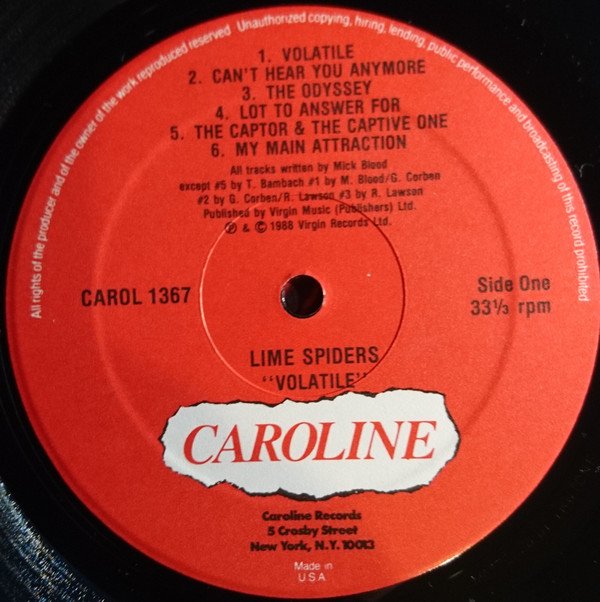 All rights of the producer and of the owner of the work reproduced reserved Unauthorized copying, hiring, lending, public performance and broadcasting of this record prohibited
1. VOLATILE
2. CAN'T HEAR YOU ANYMORE
3. THE ODYSSEY
4. LOT TO ANSWER FOR
5. THE CAPTOR & THE CAPTIVE ONE
6. MY MAIN ATTRACTION
All tracks written by Mick Blood
except #5 by T. Bambach #1 by M. Blood/G. Corben
#2 by G. Corben/R. Lawson #3 by R. Lawson
Published by Virgin Music (Publishers) Ltd.
℗ & © 1988 Virgin Records Ltd.
CAROL 1367
Side One
33⅓ rpm
LIME SPIDERS
"VOLATILE"
CAROLINE
Caroline Records
5 Crosby Street
New York, N.Y. 10013
Made in
USA